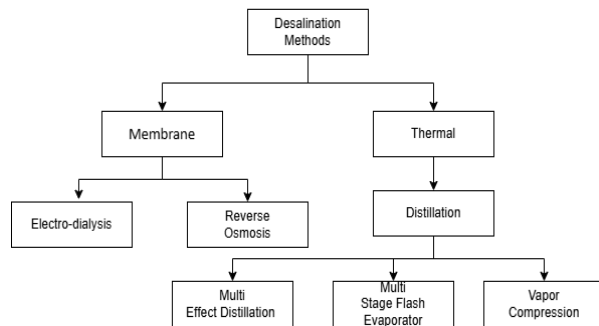 Desalination
Methods
Membrane
Thermal
Electro-dialysis
Reverse
Osmosis
Distillation
Multi
Effect Distillation
Multi
Stage Flash
Evaporator
Vapor
Compression